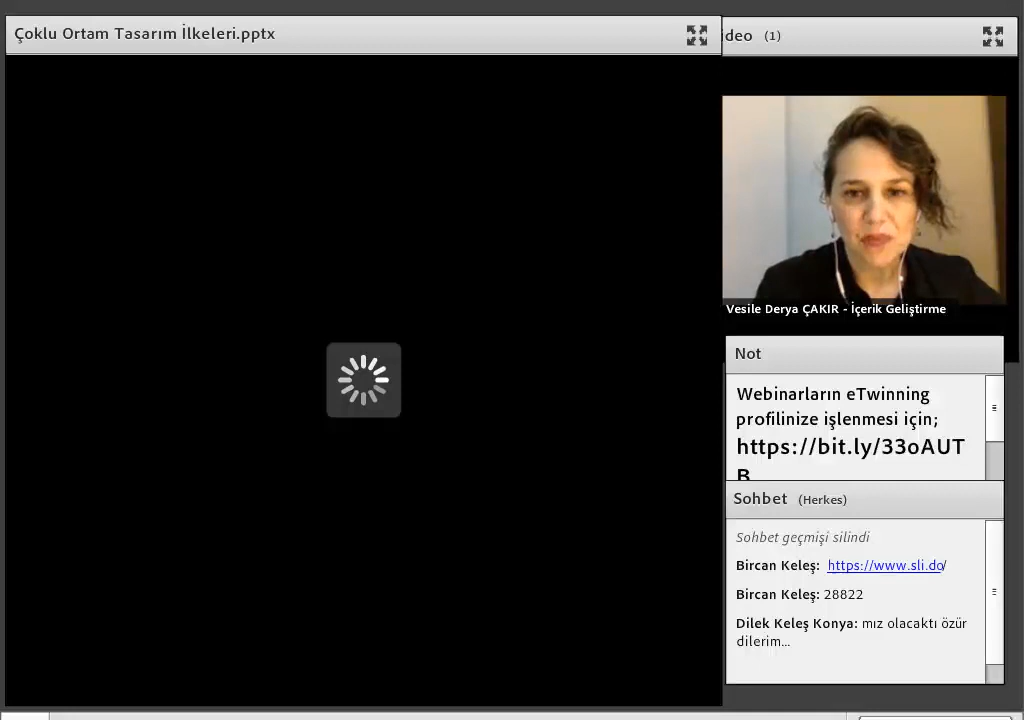 Çoklu Ortam Tasarım İlkeleri.pptx
ideo (1)
Vesile Derya ÇAKIR - İçerik Geliştirme
Not
Webinarların eTwinning
profilinize işlenmesi için;
https://bit.ly/33oAUT
B
Sohbet (Herkes)
Sohbet geçmişi silindi
Bircan Keleş: https://www.sli.do/
Bircan Keleş: 28822
Dilek Keleş Konya: mız olacaktı özür
dilerim...